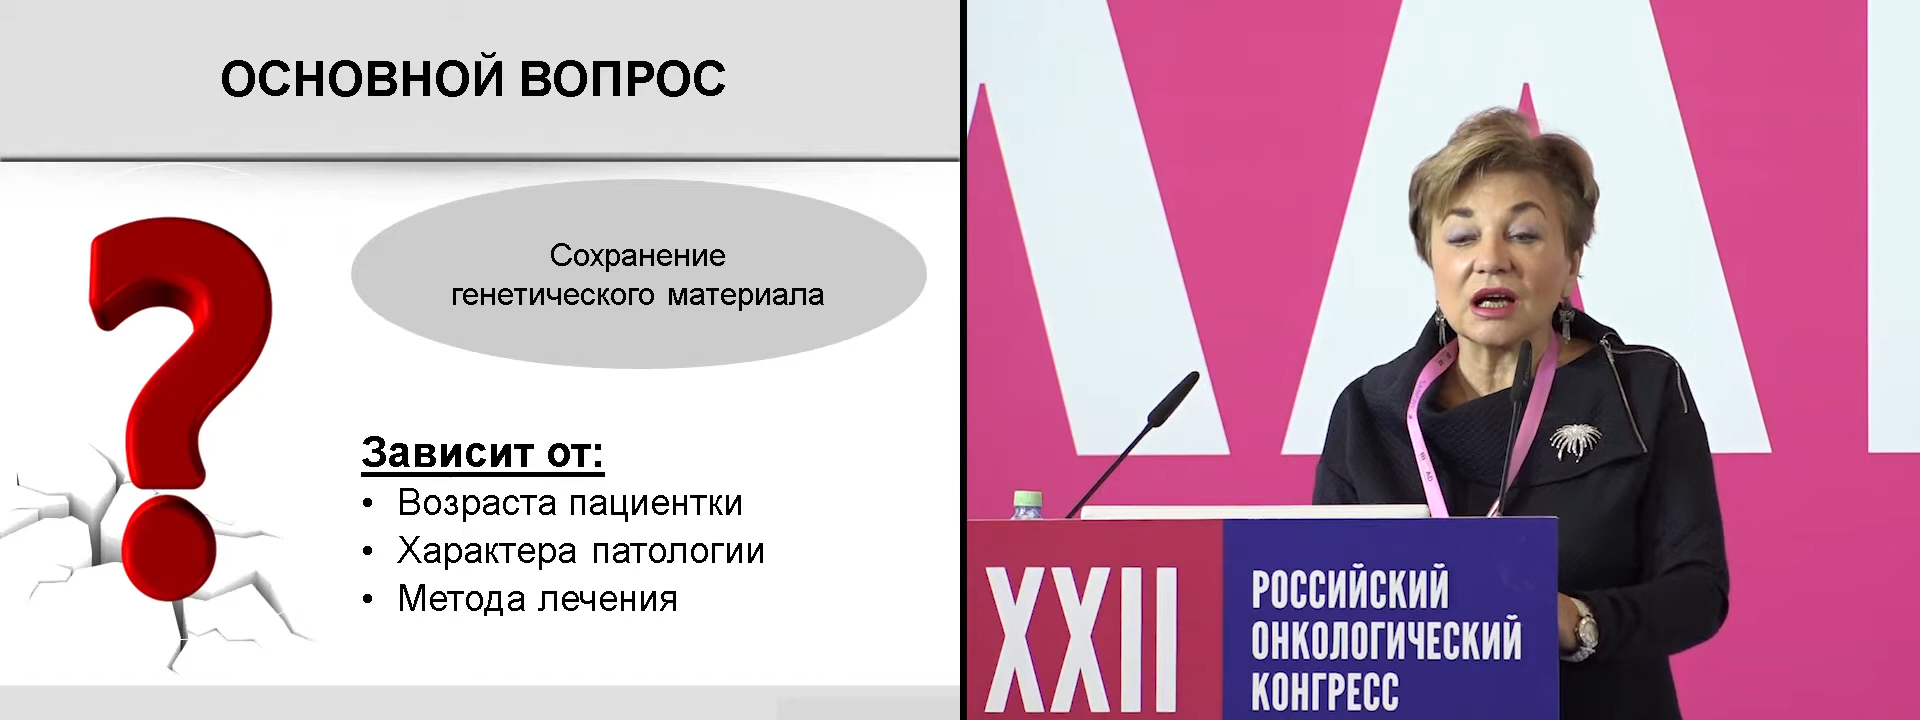 ОСНОВНОЙ ВОПРОС
Сохранение
генетического материала
Зависит от:
• Возраста пациентки
• Характера патологии
• Метода лечения
XXII
РОССИЙСКИЙ
ОНКОЛОГИЧЕСКИЙ
КОНГРЕСС